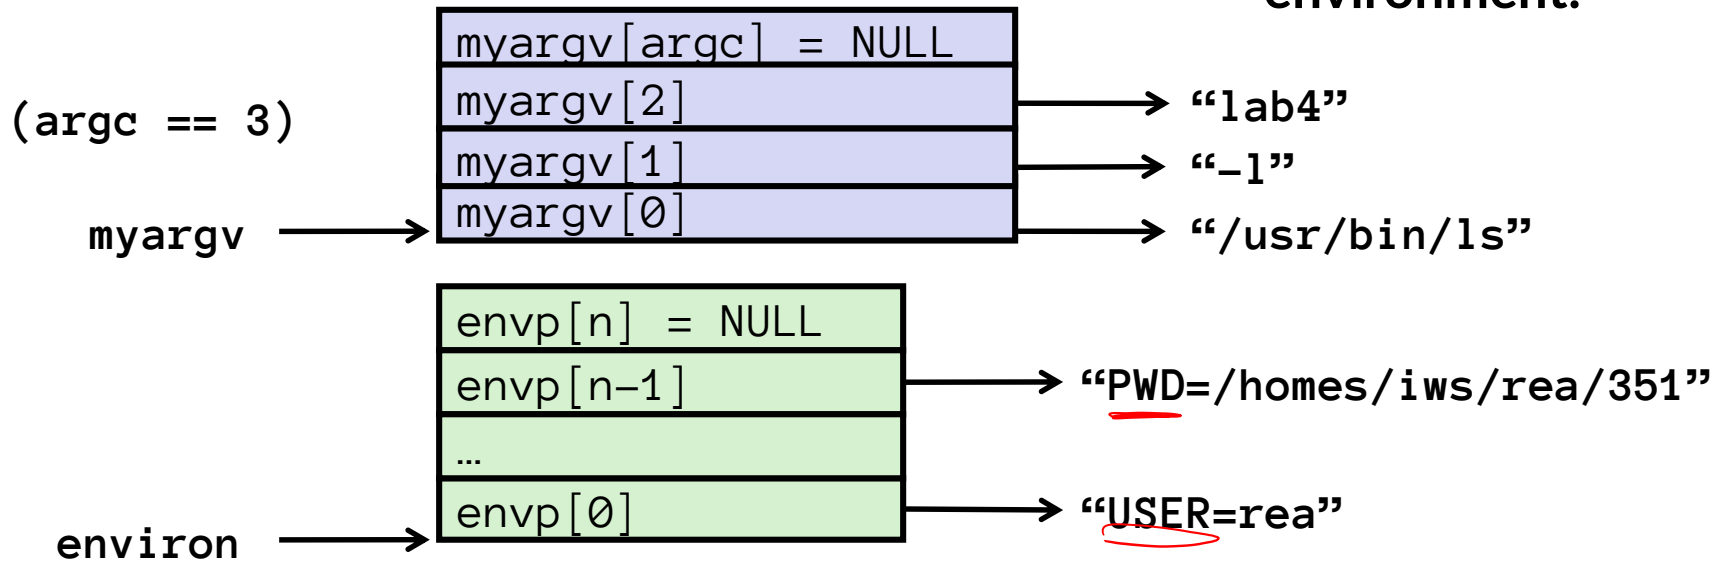 environment.
myargv[argc] = NULL
(argc == 3)
myargv[2]
“lab4”
myargv[1]
“–l”
myargv
myargv[0]
“/usr/bin/ls”
envp[n] = NULL
envp[n–1]
“PWD=/homes/iws/rea/351”
…
environ
envp[0]
“USER=rea”